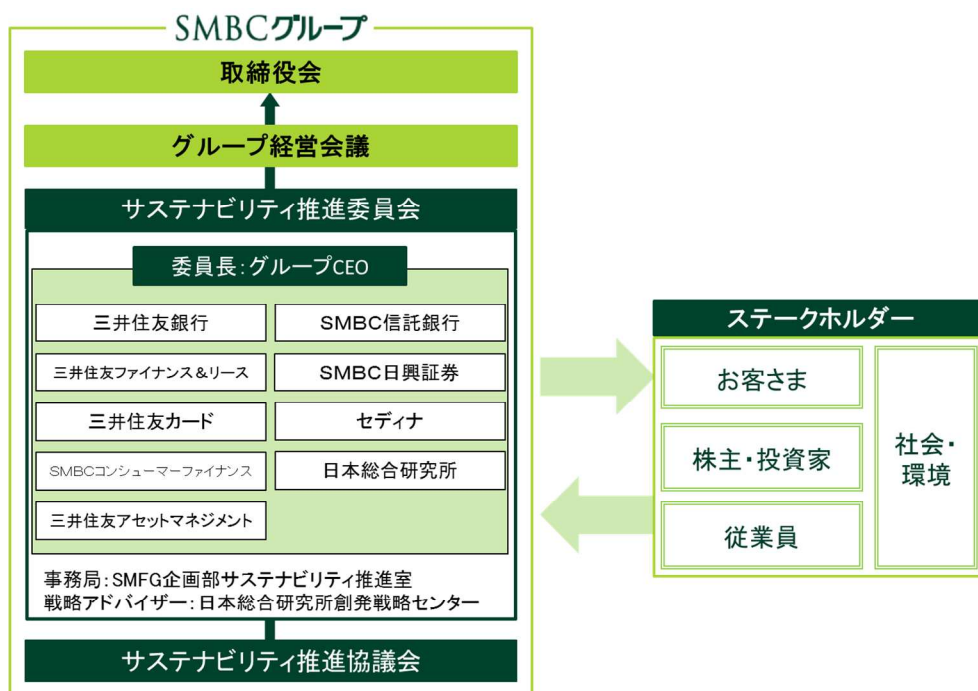 SMBCグループ
取締役会
グループ経営会議
サステナビリティ推進委員会
委員長：グループCEO
三井住友銀行
SMBC信託銀行
三井住友ファイナンス＆リース
SMBC日興証券
三井住友カード
セディナ
SMBCコンシューマーファイナンス
日本総合研究所
三井住友アセットマネジメント
事務局：SMFG企画部サステナビリティ推進室
戦略アドバイザー：日本総合研究所創発戦略センター
サステナビリティ推進協議会
ステークホルダー
お客さま
株主・投資家
従業員
社会・
環境